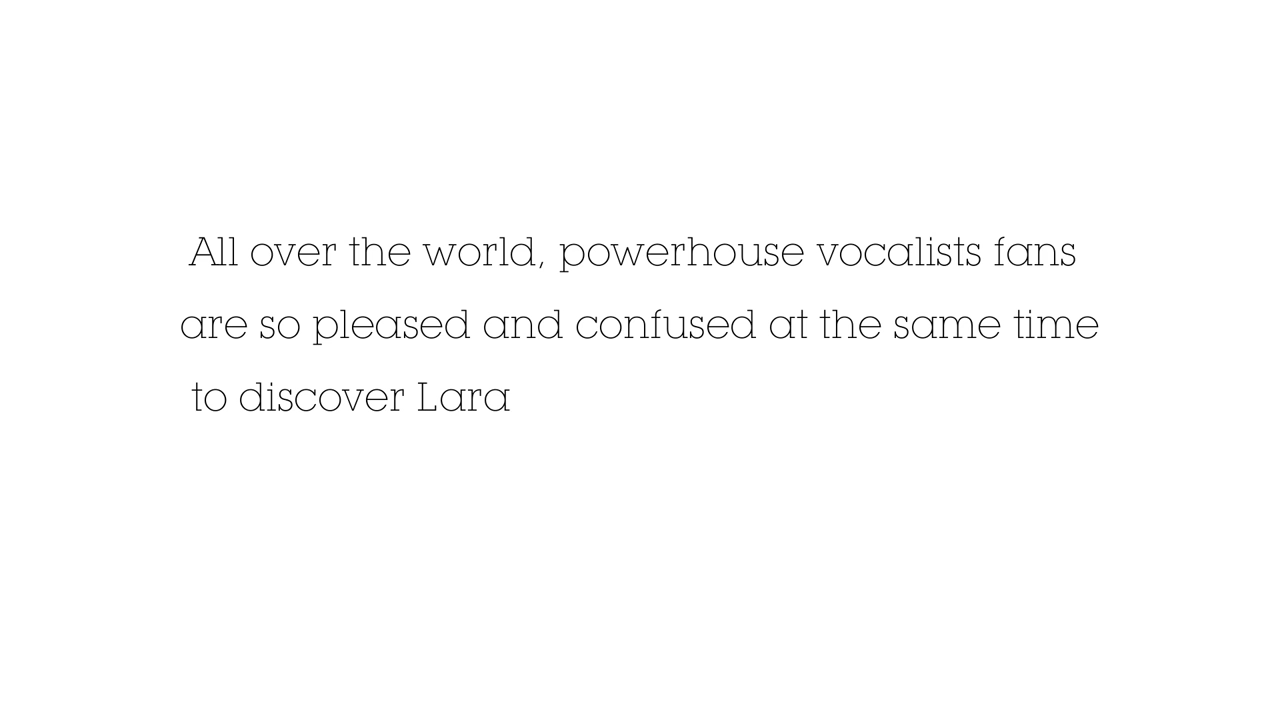 All over the world, powerhouse vocalists fans
are so pleased and confused at the same time
to discover Lara